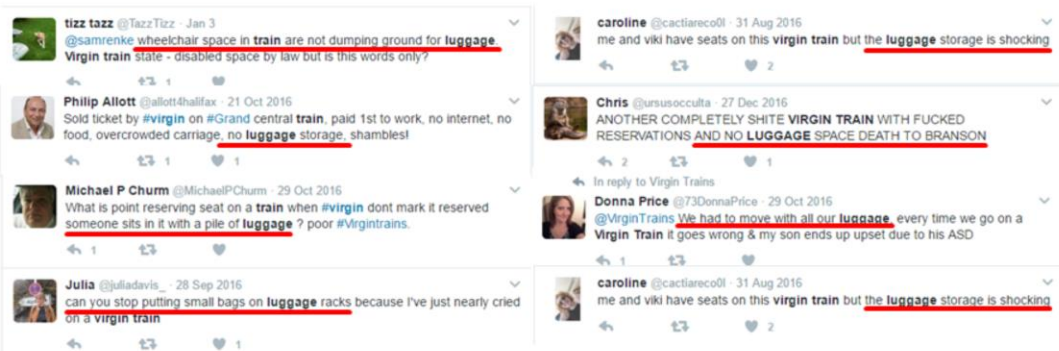 tizz tazz @TazzTizz · Jan 3
@samrenke wheelchair space in train are not dumping ground for luggage.
Virgin train state - disabled space by law but is this words only?
1
Philip Allott @allott4halifax · 21 Oct 2016
Sold ticket by #virgin on #Grand central train, paid 1st to work, no internet, no
food, overcrowded carriage, no luggage storage, shambles!
1 1
Michael P Churm @MichaelPChurm · 29 Oct 2016
What is point reserving seat on a train when #virgin dont mark it reserved
someone sits in it with a pile of luggage ? poor #Virgintrains.
1
Julia @juliadavis_ · 28 Sep 2016
can you stop putting small bags on luggage racks because I've just nearly cried
on a virgin train
1
caroline @cactiareco0l · 31 Aug 2016
me and viki have seats on this virgin train but the luggage storage is shocking
2
Chris @ursusocculta · 27 Dec 2016
ANOTHER COMPLETELY SHITE VIRGIN TRAIN WITH FUCKED
RESERVATIONS AND NO LUGGAGE SPACE DEATH TO BRANSON
2 1
In reply to Virgin Trains
Donna Price @73DonnaPrice · 29 Oct 2016
@VirginTrains We had to move with all our luggage, every time we go on a
Virgin Train it goes wrong & my son ends up upset due to his ASD
1
caroline @cactiareco0l · 31 Aug 2016
me and viki have seats on this virgin train but the luggage storage is shocking
2